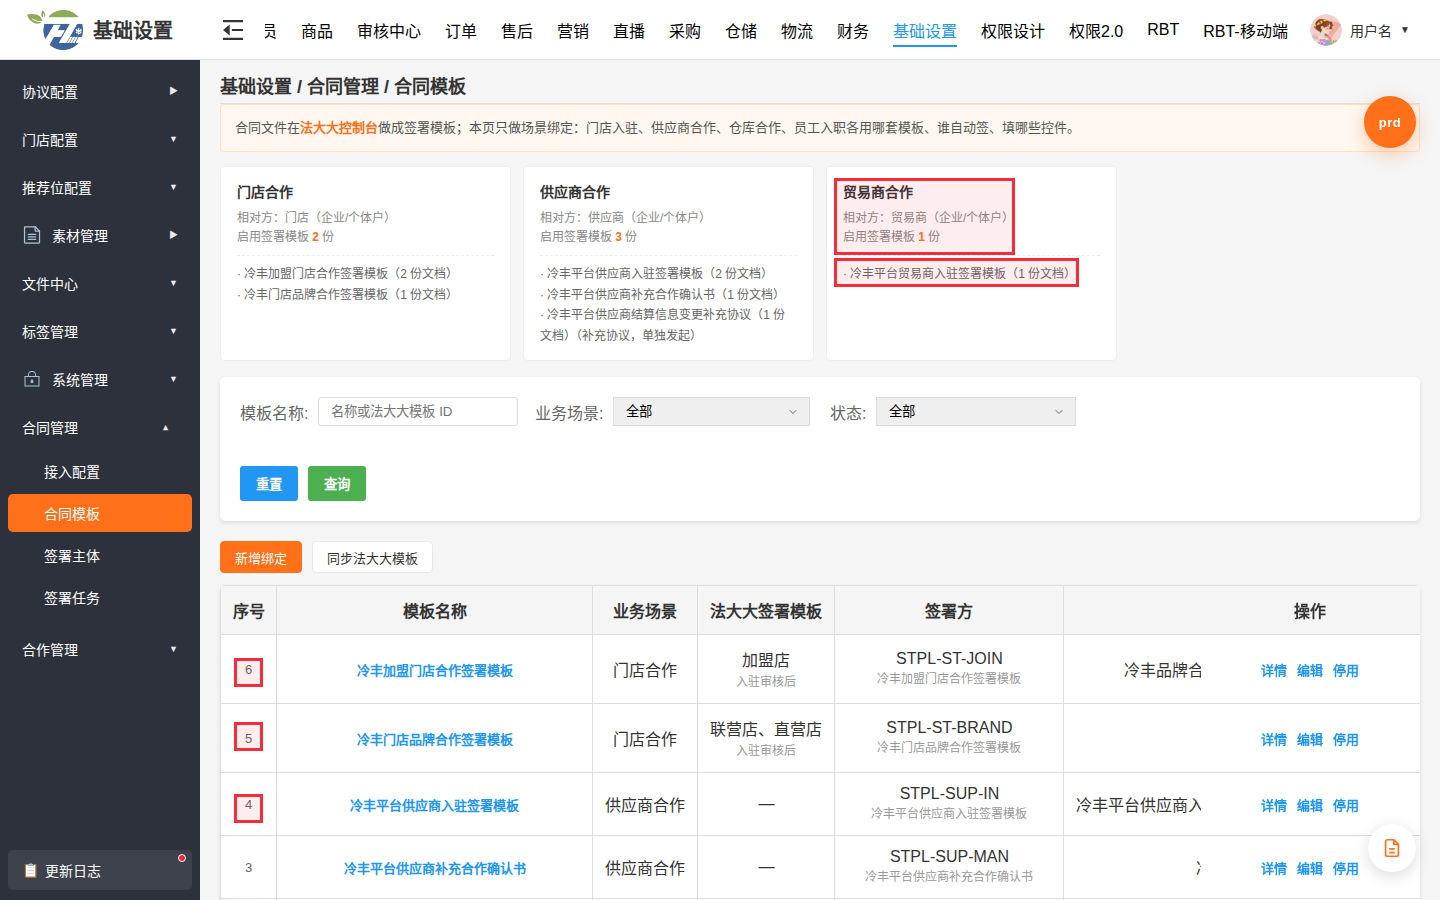 基础设置
商品 审核中心 订单 售后 营销 直播 采购 仓储 物流 财务 基础设置 权限设计 权限2.0 RBT RBT-移动端 用户名 ▼
协议配置 ▶
门店配置 ▼
推荐位配置 ▼
素材管理 ▶
文件中心 ▼
标签管理 ▼
系统管理 ▼
合同管理 ▲
接入配置
合同模板
签署主体
签署任务
合作管理 ▼
更新日志
基础设置 / 合同管理 / 合同模板
合同文件在法大大控制台做成签署模板；本页只做场景绑定：门店入驻、供应商合作、仓库合作、员工入职各用哪套模板、谁自动签、填哪些控件。
prd
门店合作
相对方：门店（企业/个体户）
启用签署模板 2 份
· 冷丰加盟门店合作签署模板（2 份文档）
· 冷丰门店品牌合作签署模板（1 份文档）
供应商合作
相对方：供应商（企业/个体户）
启用签署模板 3 份
· 冷丰平台供应商入驻签署模板（2 份文档）
· 冷丰平台供应商补充合作确认书（1 份文档）
· 冷丰平台供应商结算信息变更补充协议（1 份
文档）（补充协议，单独发起）
贸易商合作
相对方：贸易商（企业/个体户）
启用签署模板 1 份
· 冷丰平台贸易商入驻签署模板（1 份文档）
模板名称: 名称或法大大模板 ID 业务场景: 全部 状态: 全部
重置 查询
新增绑定 同步法大大模板
序号 模板名称 业务场景 法大大签署模板 签署方 操作
6 冷丰加盟门店合作签署模板 门店合作 加盟店 STPL-ST-JOIN 冷丰品牌合 详情 编辑 停用
入驻审核后 冷丰加盟门店合作签署模板
5 冷丰门店品牌合作签署模板 门店合作 联营店、直营店 STPL-ST-BRAND 详情 编辑 停用
入驻审核后 冷丰门店品牌合作签署模板
4 冷丰平台供应商入驻签署模板 供应商合作 — STPL-SUP-IN 冷丰平台供应商入 详情 编辑 停用
冷丰平台供应商入驻签署模板
3 冷丰平台供应商补充合作确认书 供应商合作 — STPL-SUP-MAN 详情 编辑 停用
冷丰平台供应商补充合作确认书